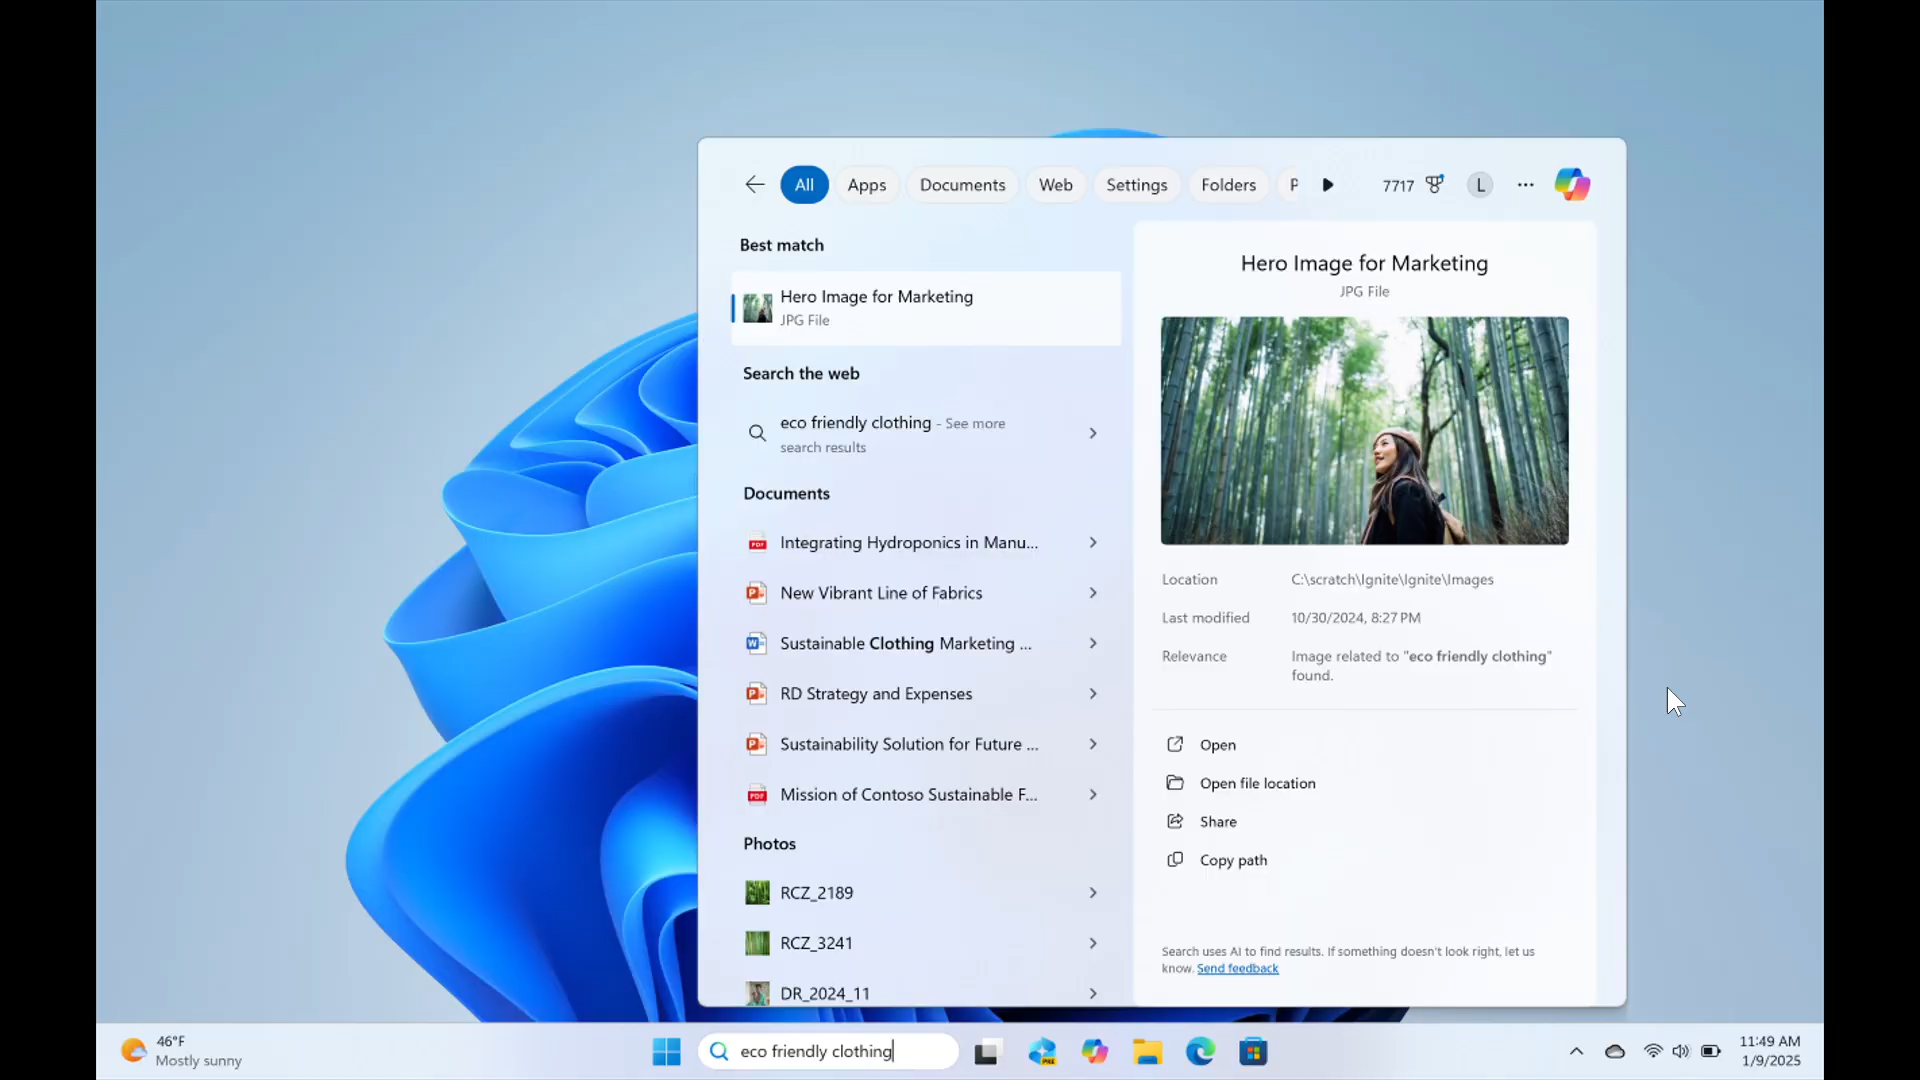 All
Apps
Documents
Web
Settings
Folders
P
7717
L
Best match
Hero Image for Marketing
JPG File
Search the web
eco friendly clothing - See more
search results
Documents
Integrating Hydroponics in Manu...
New Vibrant Line of Fabrics
Sustainable Clothing Marketing ...
RD Strategy and Expenses
Sustainability Solution for Future ...
Mission of Contoso Sustainable F...
Photos
RCZ_2189
RCZ_3241
DR_2024_11
Hero Image for Marketing
JPG File
Location C:\scratch\Ignite\Ignite\Images
Last modified 10/30/2024, 8:27 PM
Relevance Image related to "eco friendly clothing"
found.
Open
Open file location
Share
Copy path
Search uses AI to find results. If something doesn't look right, let us
know. Send feedback
46°F
Mostly sunny
eco friendly clothing
PRE
11:49 AM
1/9/2025